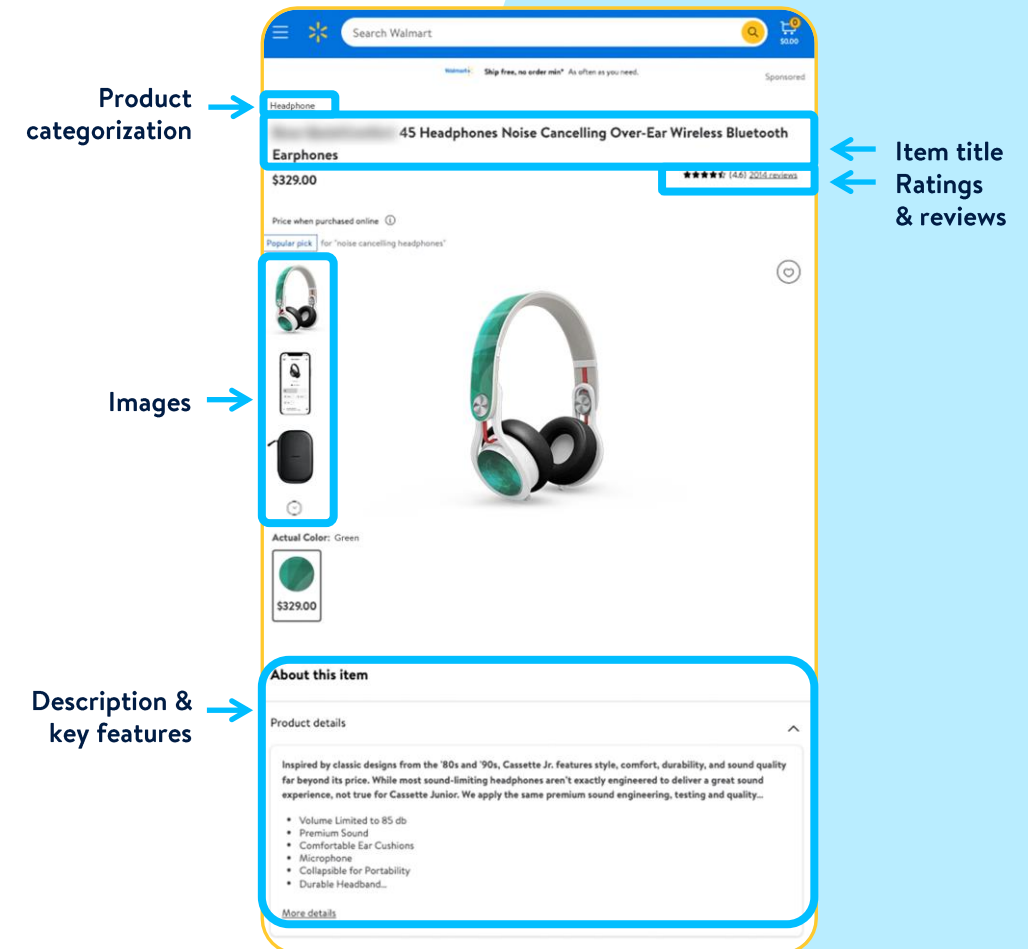 Search Walmart
0
$0.00
Walmart+ Ship free, no order min* As often as you need.
Sponsored
Product
categorization
Headphone
45 Headphones Noise Cancelling Over-Ear Wireless Bluetooth
Earphones
Item title
$329.00
(4.6) 2014 reviews
Ratings
& reviews
Price when purchased online
Popular pick for "noise cancelling headphones"
Images
Actual Color: Green
$329.00
About this item
Description &
key features
Product details
Inspired by classic designs from the '80s and '90s, Cassette Jr. features style, comfort, durability, and sound quality
far beyond its price. While most sound-limiting headphones aren't exactly engineered to deliver a great sound
experience, not true for Cassette Junior. We apply the same premium sound engineering, testing and quality...
• Volume Limited to 85 db
• Premium Sound
• Comfortable Ear Cushions
• Microphone
• Collapsible for Portability
• Durable Headband...
More details